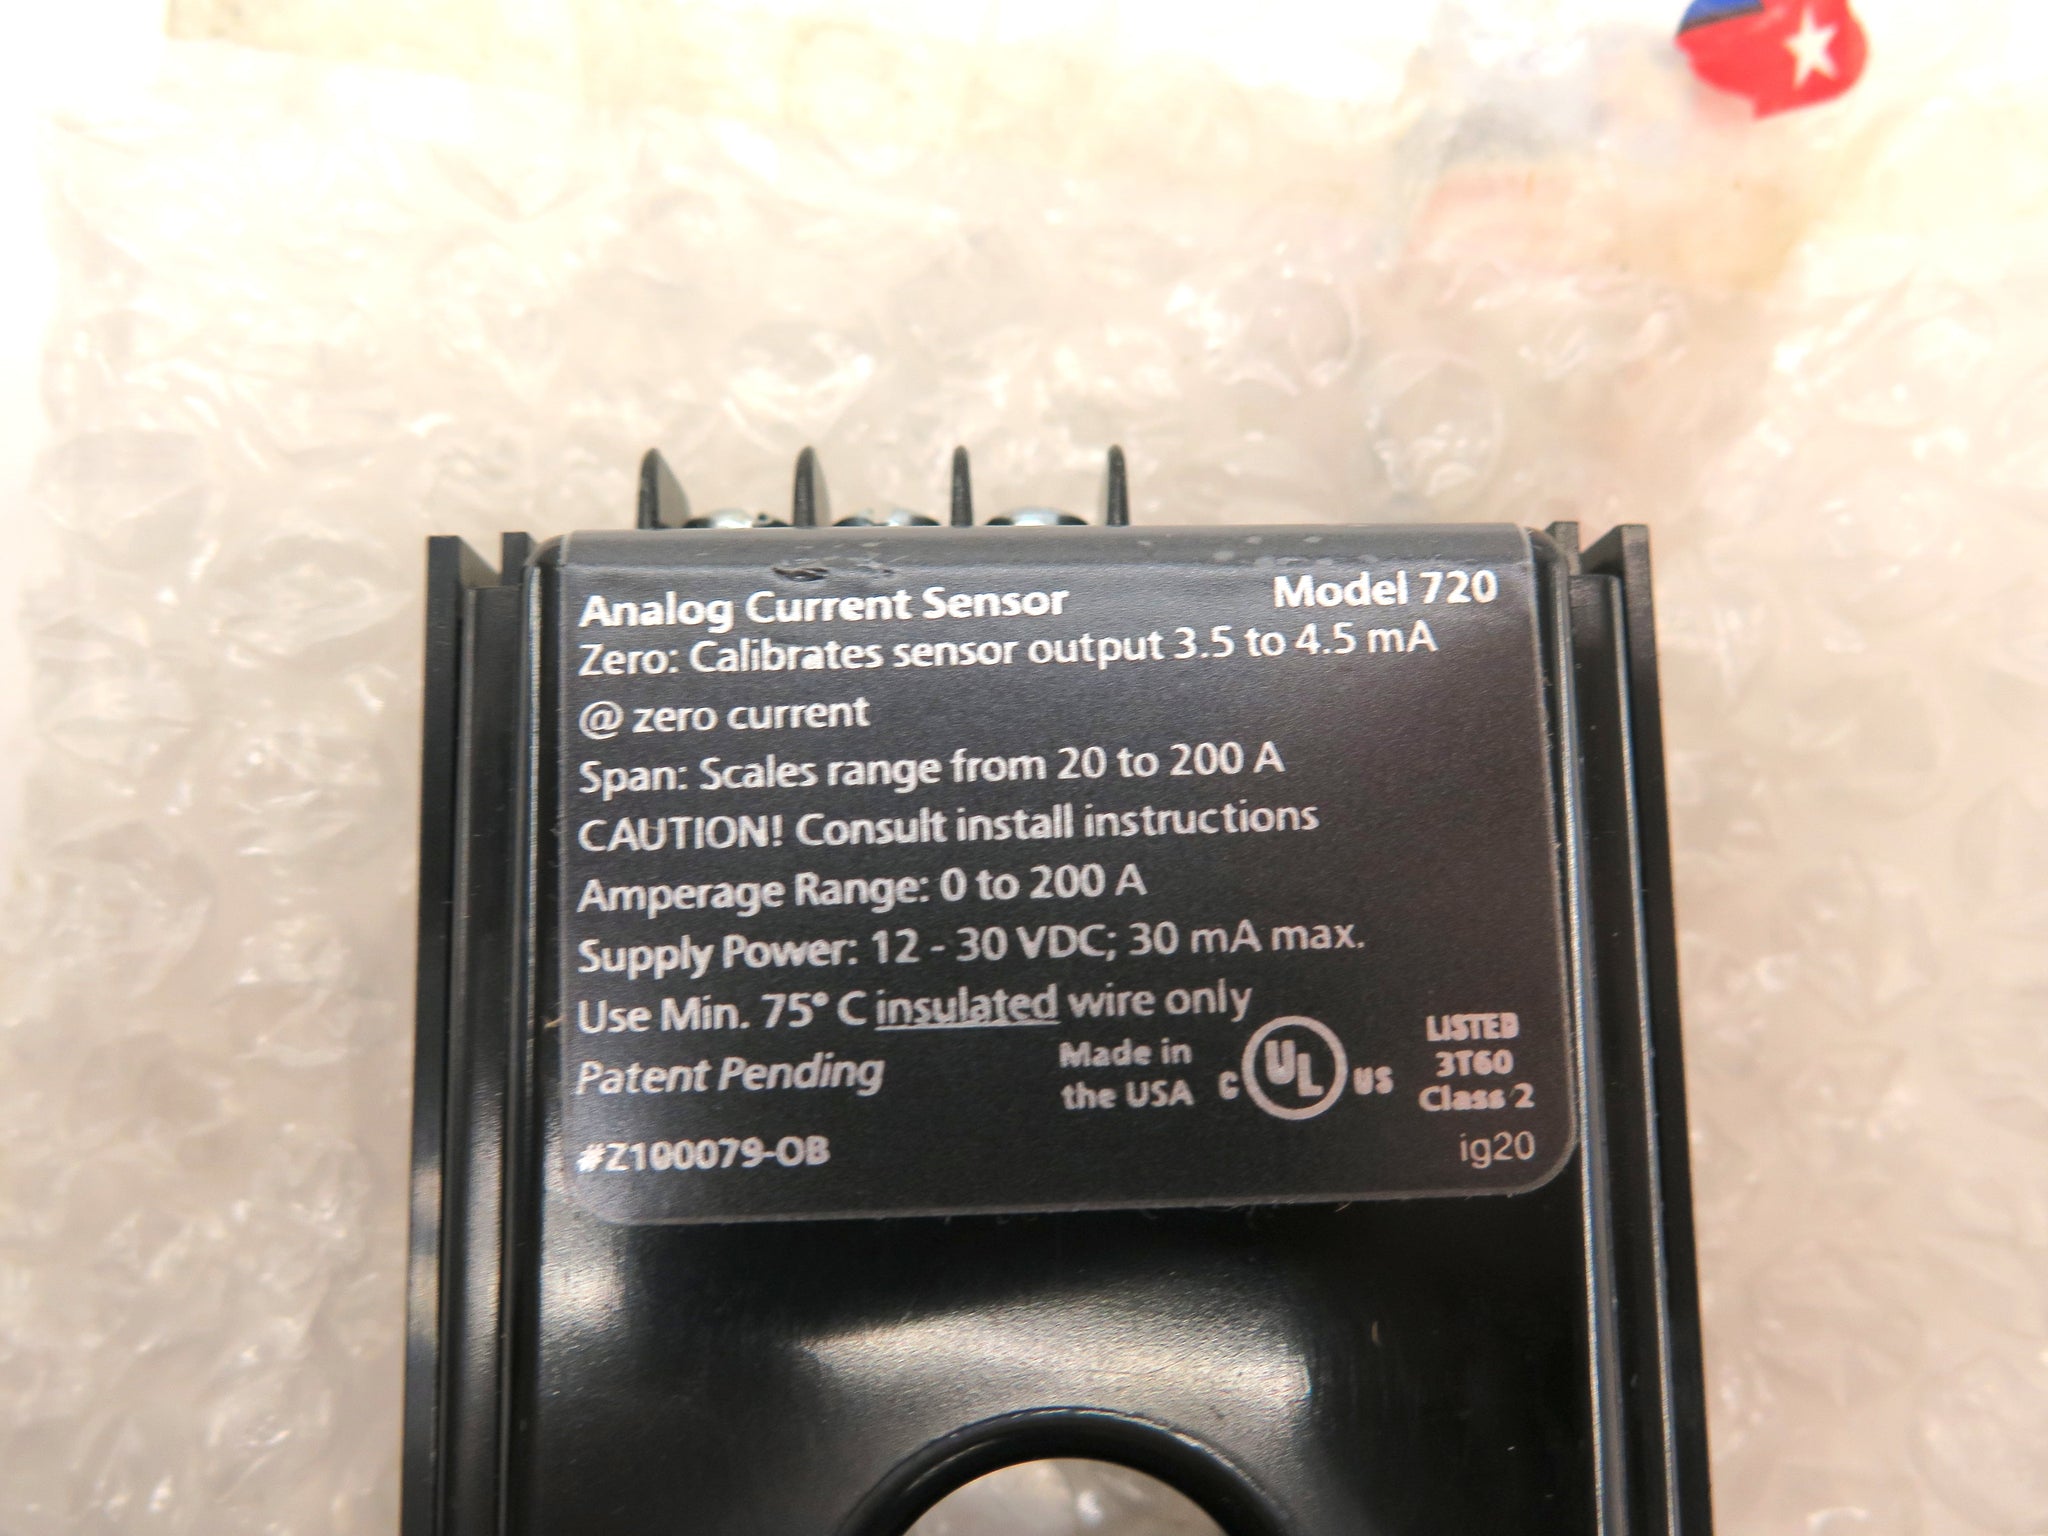 Analog Current Sensor Model 720
Zero: Calibrates sensor output 3.5 to 4.5 mA
@ zero current
Span: Scales range from 20 to 200 A
CAUTION! Consult install instructions
Amperage Range: 0 to 200 A
Supply Power: 12 - 30 VDC; 30 mA max.
Use Min. 75° C insulated wire only
Patent Pending
Made in
the USA
C UL US
LISTED
3T60
Class 2
#Z100079-OB
ig20